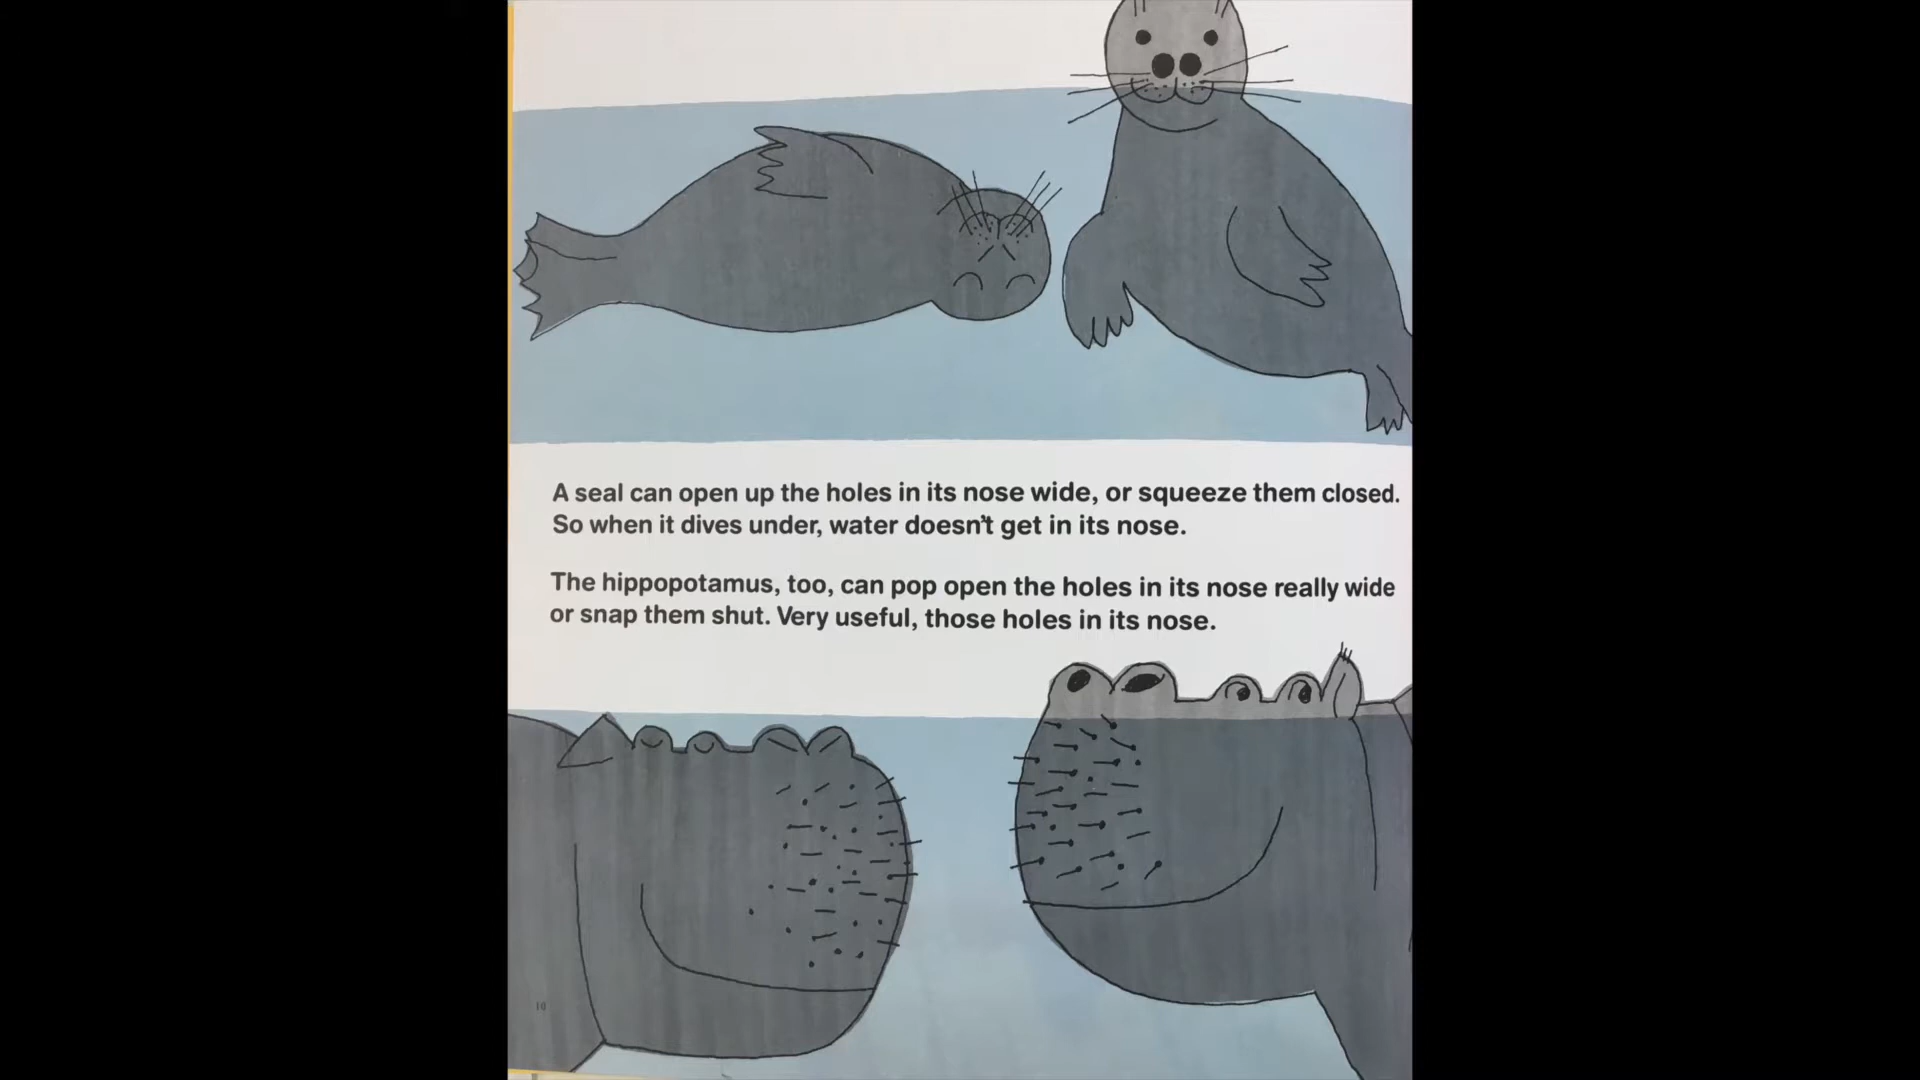 A seal can open up the holes in its nose wide, or squeeze them closed.
So when it dives under, water doesn't get in its nose.
The hippopotamus, too, can pop open the holes in its nose really wide
or snap them shut. Very useful, those holes in its nose.
10